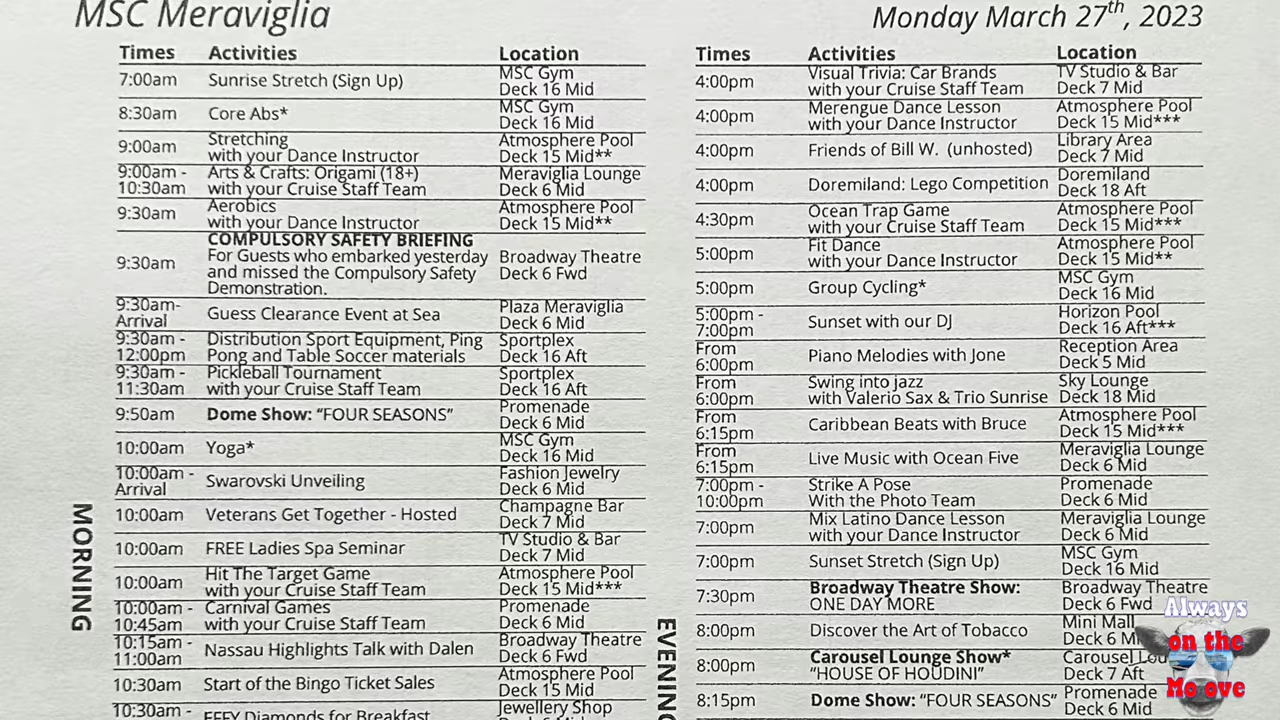 MSC Meraviglia
Monday March 27th, 2023
Times Activities Location
7:00am Sunrise Stretch (Sign Up) MSC Gym
Deck 16 Mid
8:30am Core Abs* MSC Gym
Deck 16 Mid
9:00am Stretching Atmosphere Pool
with your Dance Instructor Deck 15 Mid**
9:00am - Arts & Crafts: Origami (18+) Meraviglia Lounge
10:30am with your Cruise Staff Team Deck 6 Mid
9:30am Aerobics Atmosphere Pool
with your Dance Instructor Deck 15 Mid**
COMPULSORY SAFETY BRIEFING
9:30am For Guests who embarked yesterday Broadway Theatre
and missed the Compulsory Safety Deck 6 Fwd
Demonstration.
9:30am- Guess Clearance Event at Sea Plaza Meraviglia
Arrival Deck 6 Mid
9:30am - Distribution Sport Equipment, Ping Sportplex
12:00pm Pong and Table Soccer materials Deck 16 Aft
9:30am - Pickleball Tournament Sportplex
11:30am with your Cruise Staff Team Deck 16 Aft
9:50am Dome Show: “FOUR SEASONS” Promenade
Deck 6 Mid
10:00am Yoga* MSC Gym
Deck 16 Mid
10:00am - Swarovski Unveiling Fashion Jewelry
Arrival Deck 6 Mid
10:00am Veterans Get Together - Hosted Champagne Bar
Deck 7 Mid
10:00am FREE Ladies Spa Seminar TV Studio & Bar
Deck 7 Mid
10:00am Hit The Target Game Atmosphere Pool
with your Cruise Staff Team Deck 15 Mid***
10:00am - Carnival Games Promenade
10:45am with your Cruise Staff Team Deck 6 Mid
10:15am - Nassau Highlights Talk with Dalen Broadway Theatre
11:00am Deck 6 Fwd
10:30am Start of the Bingo Ticket Sales Atmosphere Pool
Deck 15 Mid
10:30am - EFFY Diamonds for Breakfast Jewellery Shop
MORNING
Times Activities Location
4:00pm Visual Trivia: Car Brands TV Studio & Bar
with your Cruise Staff Team Deck 7 Mid
4:00pm Merengue Dance Lesson Atmosphere Pool
with your Dance Instructor Deck 15 Mid***
4:00pm Friends of Bill W. (unhosted) Library Area
Deck 7 Mid
4:00pm Doremiland: Lego Competition Doremiland
Deck 18 Aft
4:30pm Ocean Trap Game Atmosphere Pool
with your Cruise Staff Team Deck 15 Mid***
5:00pm Fit Dance Atmosphere Pool
with your Dance Instructor Deck 15 Mid**
5:00pm Group Cycling* MSC Gym
Deck 16 Mid
5:00pm - Sunset with our DJ Horizon Pool
7:00pm Deck 16 Aft***
From Piano Melodies with Jone Reception Area
6:00pm Deck 5 Mid
From Swing into jazz Sky Lounge
6:00pm with Valerio Sax & Trio Sunrise Deck 18 Mid
From Caribbean Beats with Bruce Atmosphere Pool
6:15pm Deck 15 Mid***
From Live Music with Ocean Five Meraviglia Lounge
6:15pm Deck 6 Mid
7:00pm - Strike A Pose Promenade
10:00pm With the Photo Team Deck 6 Mid
7:00pm Mix Latino Dance Lesson Meraviglia Lounge
with your Dance Instructor Deck 6 Mid
7:00pm Sunset Stretch (Sign Up) MSC Gym
Deck 16 Mid
7:30pm Broadway Theatre Show: Broadway Theatre
ONE DAY MORE Deck 6 Fwd
8:00pm Discover the Art of Tobacco Mini Mall
Deck 6
8:00pm Carousel Lounge Show* Carousel
“HOUSE OF HOUDINI” Deck 7 Aft
8:15pm Dome Show: “FOUR SEASONS” Promenade
Deck 6 Mid
EVENING
Always
on the
Mo ove